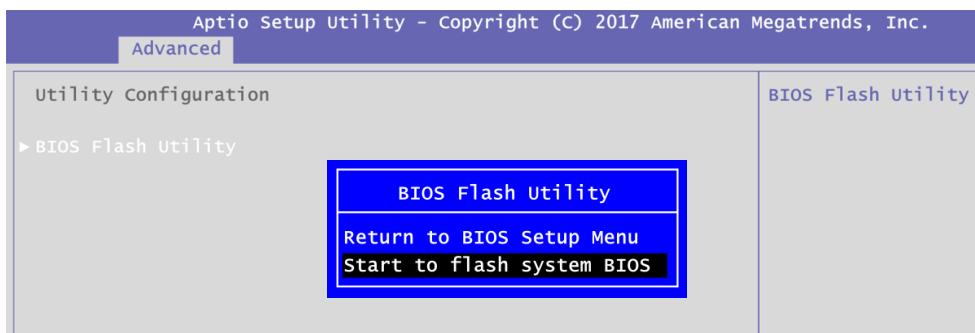 Aptio Setup Utility - Copyright (C) 2017 American Megatrends, Inc.
Advanced
Utility Configuration
BIOS Flash Utility
▶ BIOS Flash Utility
BIOS Flash Utility
Return to BIOS Setup Menu
Start to flash system BIOS